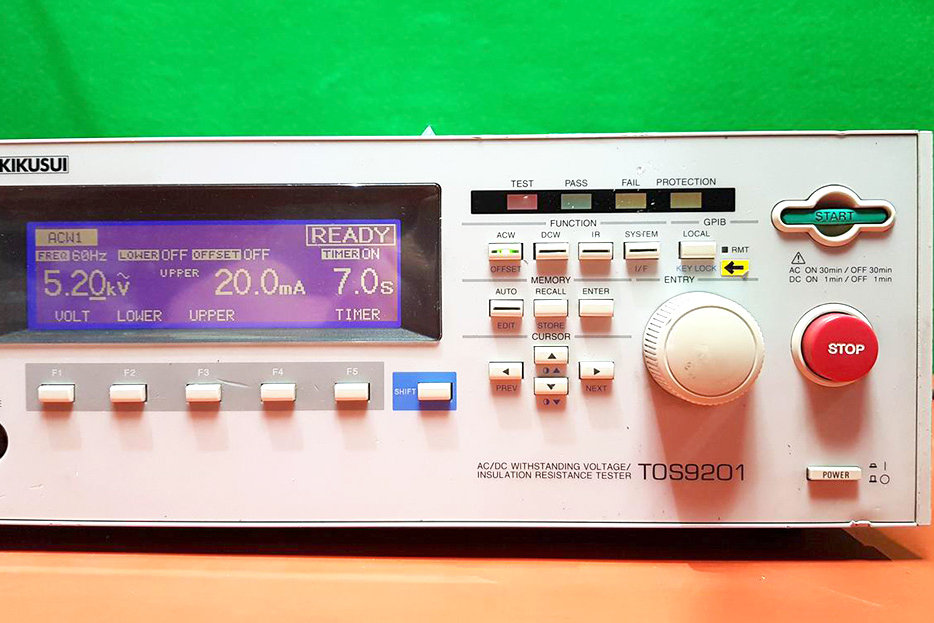 KIKUSUI
ACW1 READY
FREQ 60Hz LOWER OFF OFFSET OFF TIMER ON
5.20 kV UPPER 20.0mA 7.0s
VOLT LOWER UPPER TIMER
F1 F2 F3 F4 F5
SHIFT
TEST PASS FAIL PROTECTION
FUNCTION GPIB
ACW DCW IR SYSTEM LOCAL
RMT
OFFSET I/F KEY LOCK
MEMORY ENTRY
AUTO RECALL ENTER
EDIT STORE
CURSOR
PREV NEXT
START
AC ON 30min / OFF 30min
DC ON 1min / OFF 1min
STOP
AC/DC WITHSTANDING VOLTAGE/
INSULATION RESISTANCE TESTER TOS9201
POWER